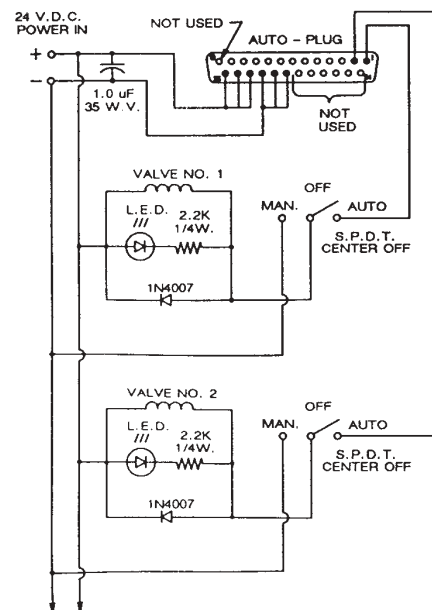 24 V.D.C.
POWER IN
+
−
1.0 uF
35 W.V.
NOT USED
AUTO - PLUG
NOT
USED
VALVE NO. 1
L.E.D.
2.2K
1/4W.
1N4007
MAN.
OFF
AUTO
S.P.D.T.
CENTER OFF
VALVE NO. 2
L.E.D.
2.2K
1/4W.
1N4007
MAN.
OFF
AUTO
S.P.D.T.
CENTER OFF